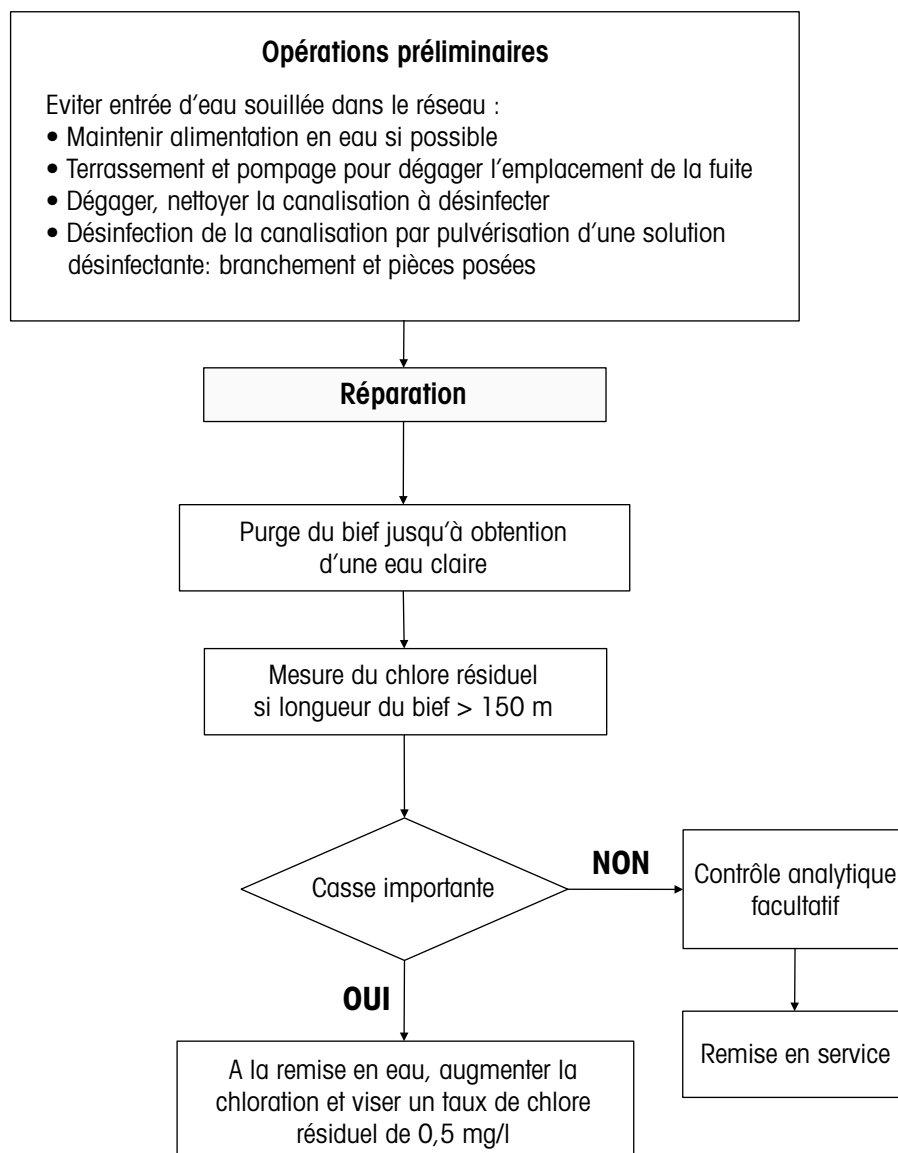 Opérations préliminaires
Eviter entrée d'eau souillée dans le réseau :
• Maintenir alimentation en eau si possible
• Terrassement et pompage pour dégager l'emplacement de la fuite
• Dégager, nettoyer la canalisation à désinfecter
• Désinfection de la canalisation par pulvérisation d'une solution
désinfectante: branchement et pièces posées
Réparation
Purge du bief jusqu'à obtention
d'une eau claire
Mesure du chlore résiduel
si longueur du bief > 150 m
Casse importante
NON
Contrôle analytique
facultatif
Remise en service
OUI
A la remise en eau, augmenter la
chloration et viser un taux de chlore
résiduel de 0,5 mg/l